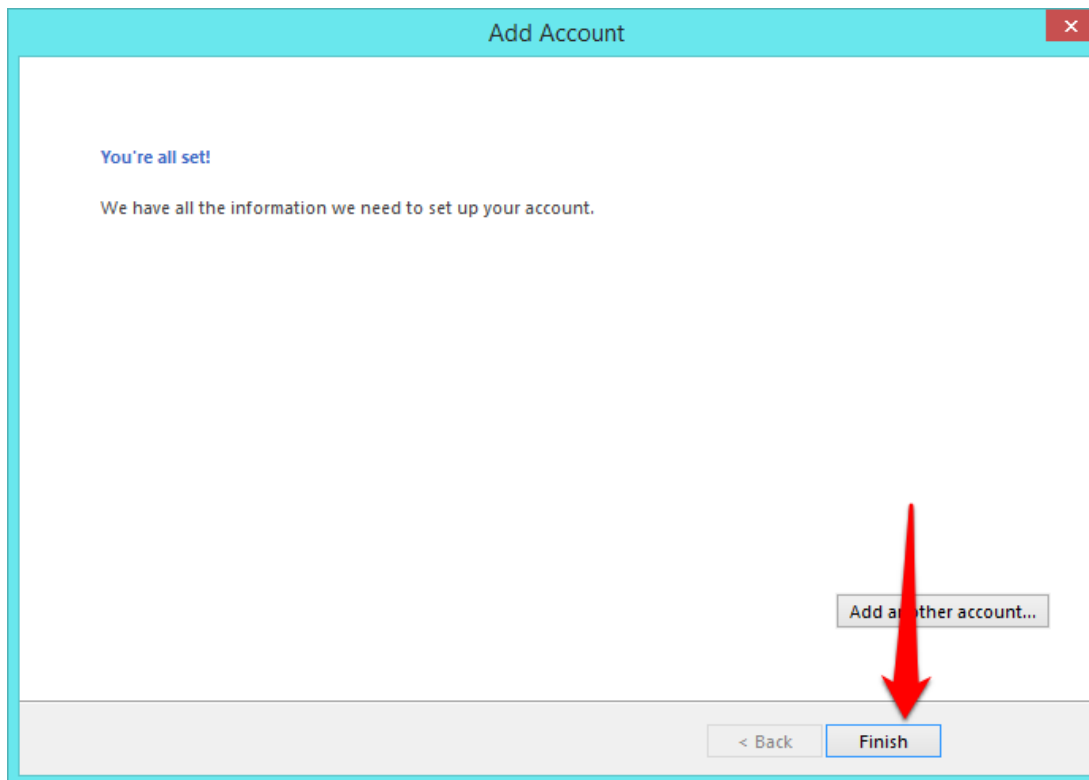 Add Account
You're all set!
We have all the information we need to set up your account.
Add another account...
< Back
Finish